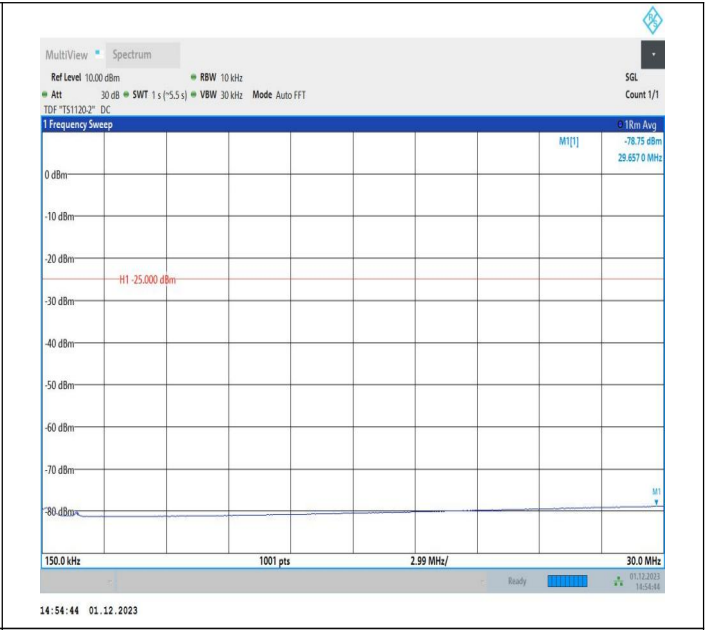 MultiView Spectrum
Ref Level 10.00 dBm RBW 10 kHz SGL
Att 30 dB SWT 1 s (~5.5 s) VBW 30 kHz Mode Auto FFT Count 1/1
TDF "TS1120-2" DC
1 Frequency Sweep 1Rm Avg
M1[1] -78.75 dBm
29.657 0 MHz
0 dBm
-10 dBm
-20 dBm
H1 -25.000 dBm
-30 dBm
-40 dBm
-50 dBm
-60 dBm
-70 dBm
M1
-80 dBm
150.0 kHz 1001 pts 2.99 MHz/ 30.0 MHz
Ready 01.12.2023
14:54:44
14:54:44 01.12.2023